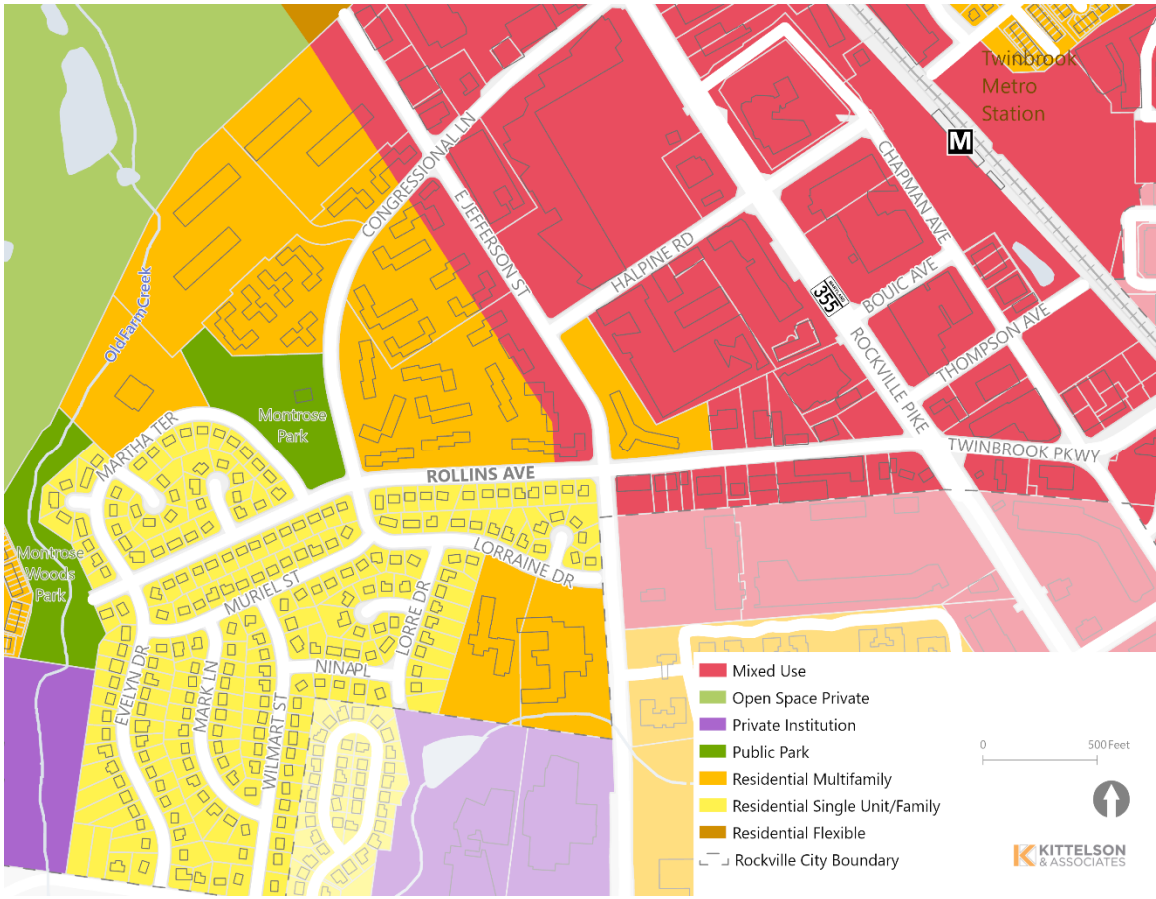 Twinbrook
Metro
Station
M
CONGRESSIONAL LN
E JEFFERSON ST
CHAPMAN AVE
HALPINE RD
BOUIC AVE
MARYLAND
355
THOMPSON AVE
ROCKVILLE PIKE
OldFarmCreek
Montrose
Park
MARTHA TER
ROLLINS AVE
TWINBROOK PKWY
Montrose
Woods
Park
LORRAINE DR
MURIEL ST
LORRE DR
NINA PL
EVELYN DR
MARK LN
WILMART ST
Mixed Use
Open Space Private
Private Institution
Public Park
Residential Multifamily
Residential Single Unit/Family
Residential Flexible
Rockville City Boundary
0 500 Feet
KITTELSON
& ASSOCIATES